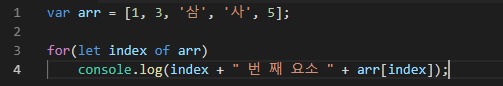 1 var arr = [1, 3, '삼', '사', 5];
2
3 for(let index of arr)
4     console.log(index + " 번 째 요소 " + arr[index]);